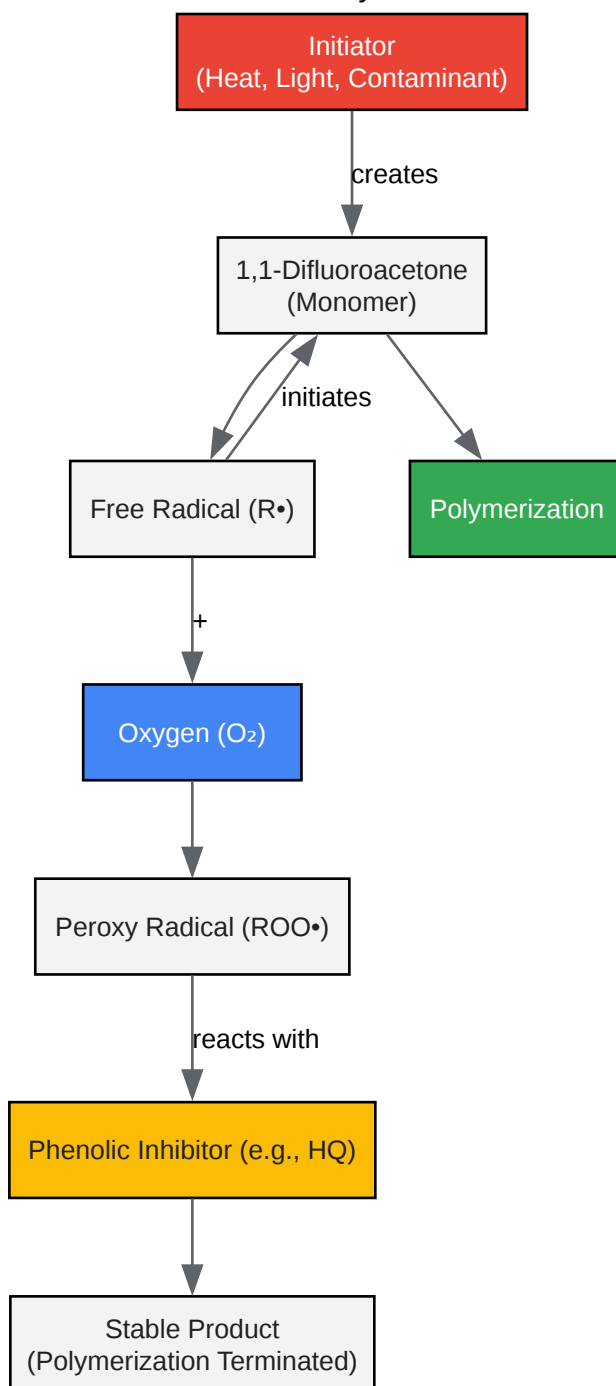 Initiator
(Heat, Light, Contaminant)
creates
1,1-Difluoroacetone
(Monomer)
initiates
Free Radical (R•)
Polymerization
+
Oxygen (O₂)
Peroxy Radical (ROO•)
reacts with
Phenolic Inhibitor (e.g., HQ)
Stable Product
(Polymerization Terminated)